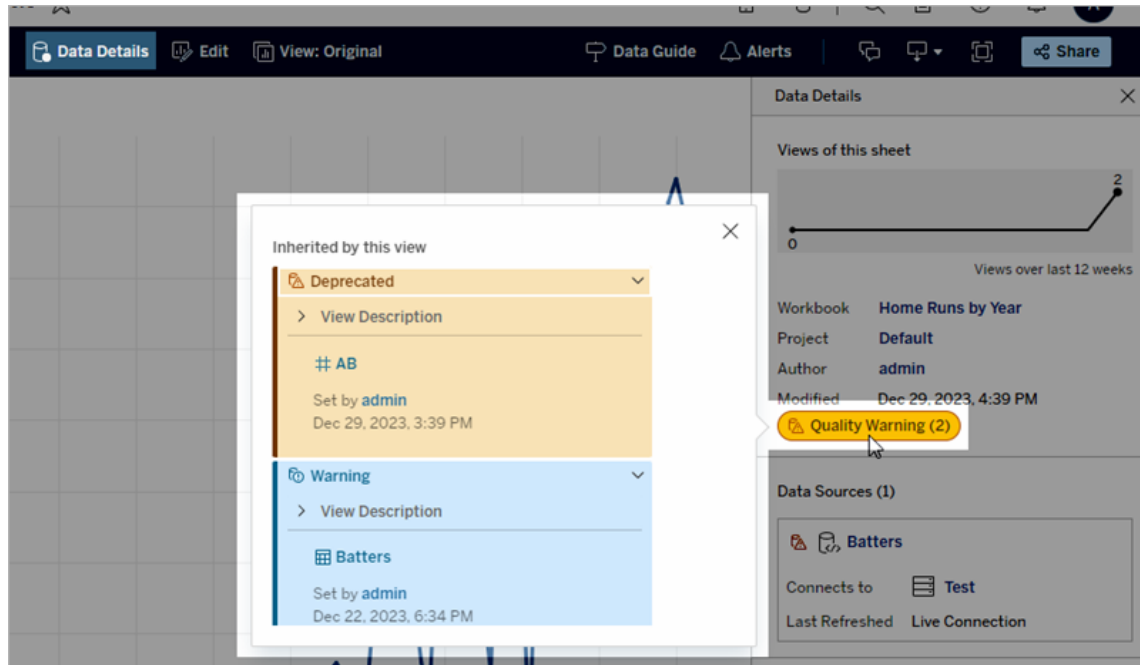 Data Details
Edit
View: Original
Data Guide
Alerts
Share
Data Details
Views of this sheet
2
0
Views over last 12 weeks
Workbook Home Runs by Year
Project Default
Author admin
Modified Dec 29, 2023, 4:39 PM
Quality Warning (2)
Data Sources (1)
Batters
Connects to Test
Last Refreshed Live Connection
Inherited by this view
Deprecated
View Description
AB
Set by admin
Dec 29, 2023, 3:39 PM
Warning
View Description
Batters
Set by admin
Dec 22, 2023, 6:34 PM